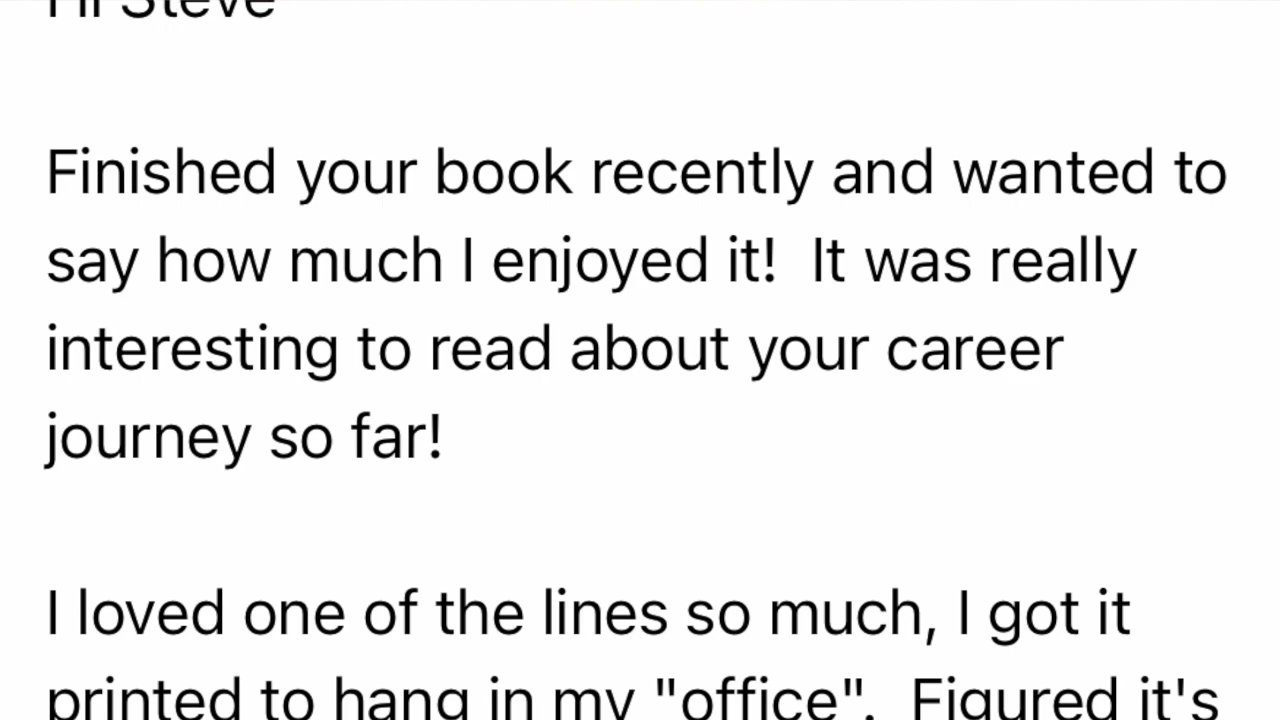 Hi Steve
Finished your book recently and wanted to
say how much I enjoyed it!  It was really
interesting to read about your career
journey so far!
I loved one of the lines so much, I got it
printed to hang in my "office".  Figured it's